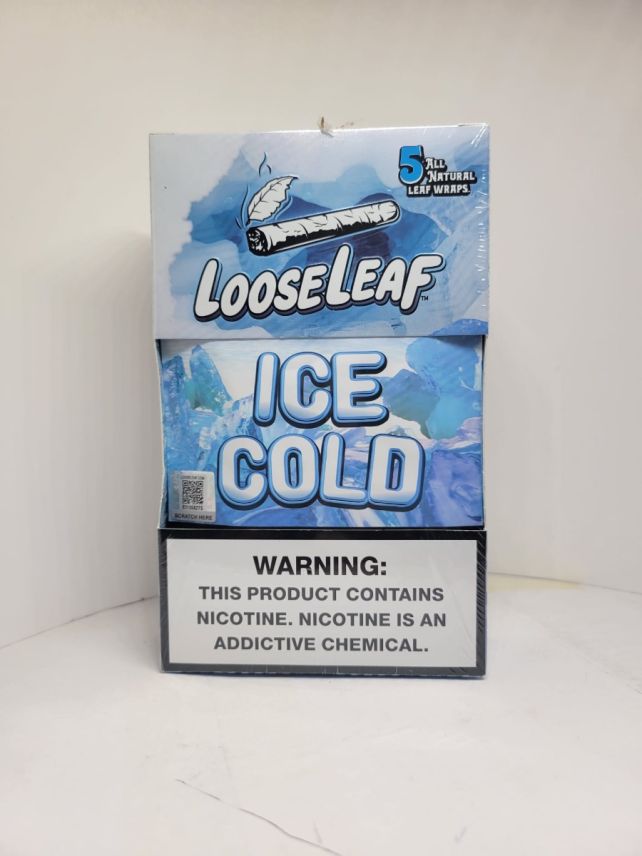 5 ALL
NATURAL
LEAF WRAPS
LOOSELEAF™
ICE
COLD
SCRATCH HERE
WARNING:
THIS PRODUCT CONTAINS
NICOTINE. NICOTINE IS AN
ADDICTIVE CHEMICAL.